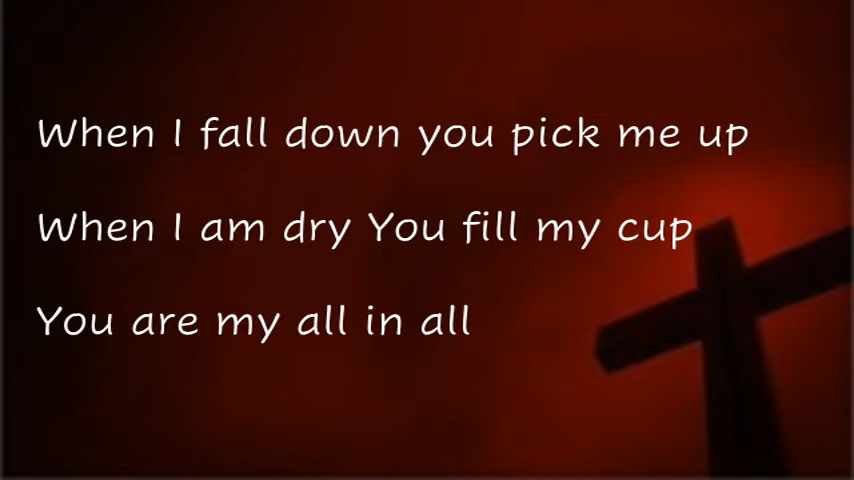 When I fall down you pick me up
When I am dry You fill my cup
You are my all in all